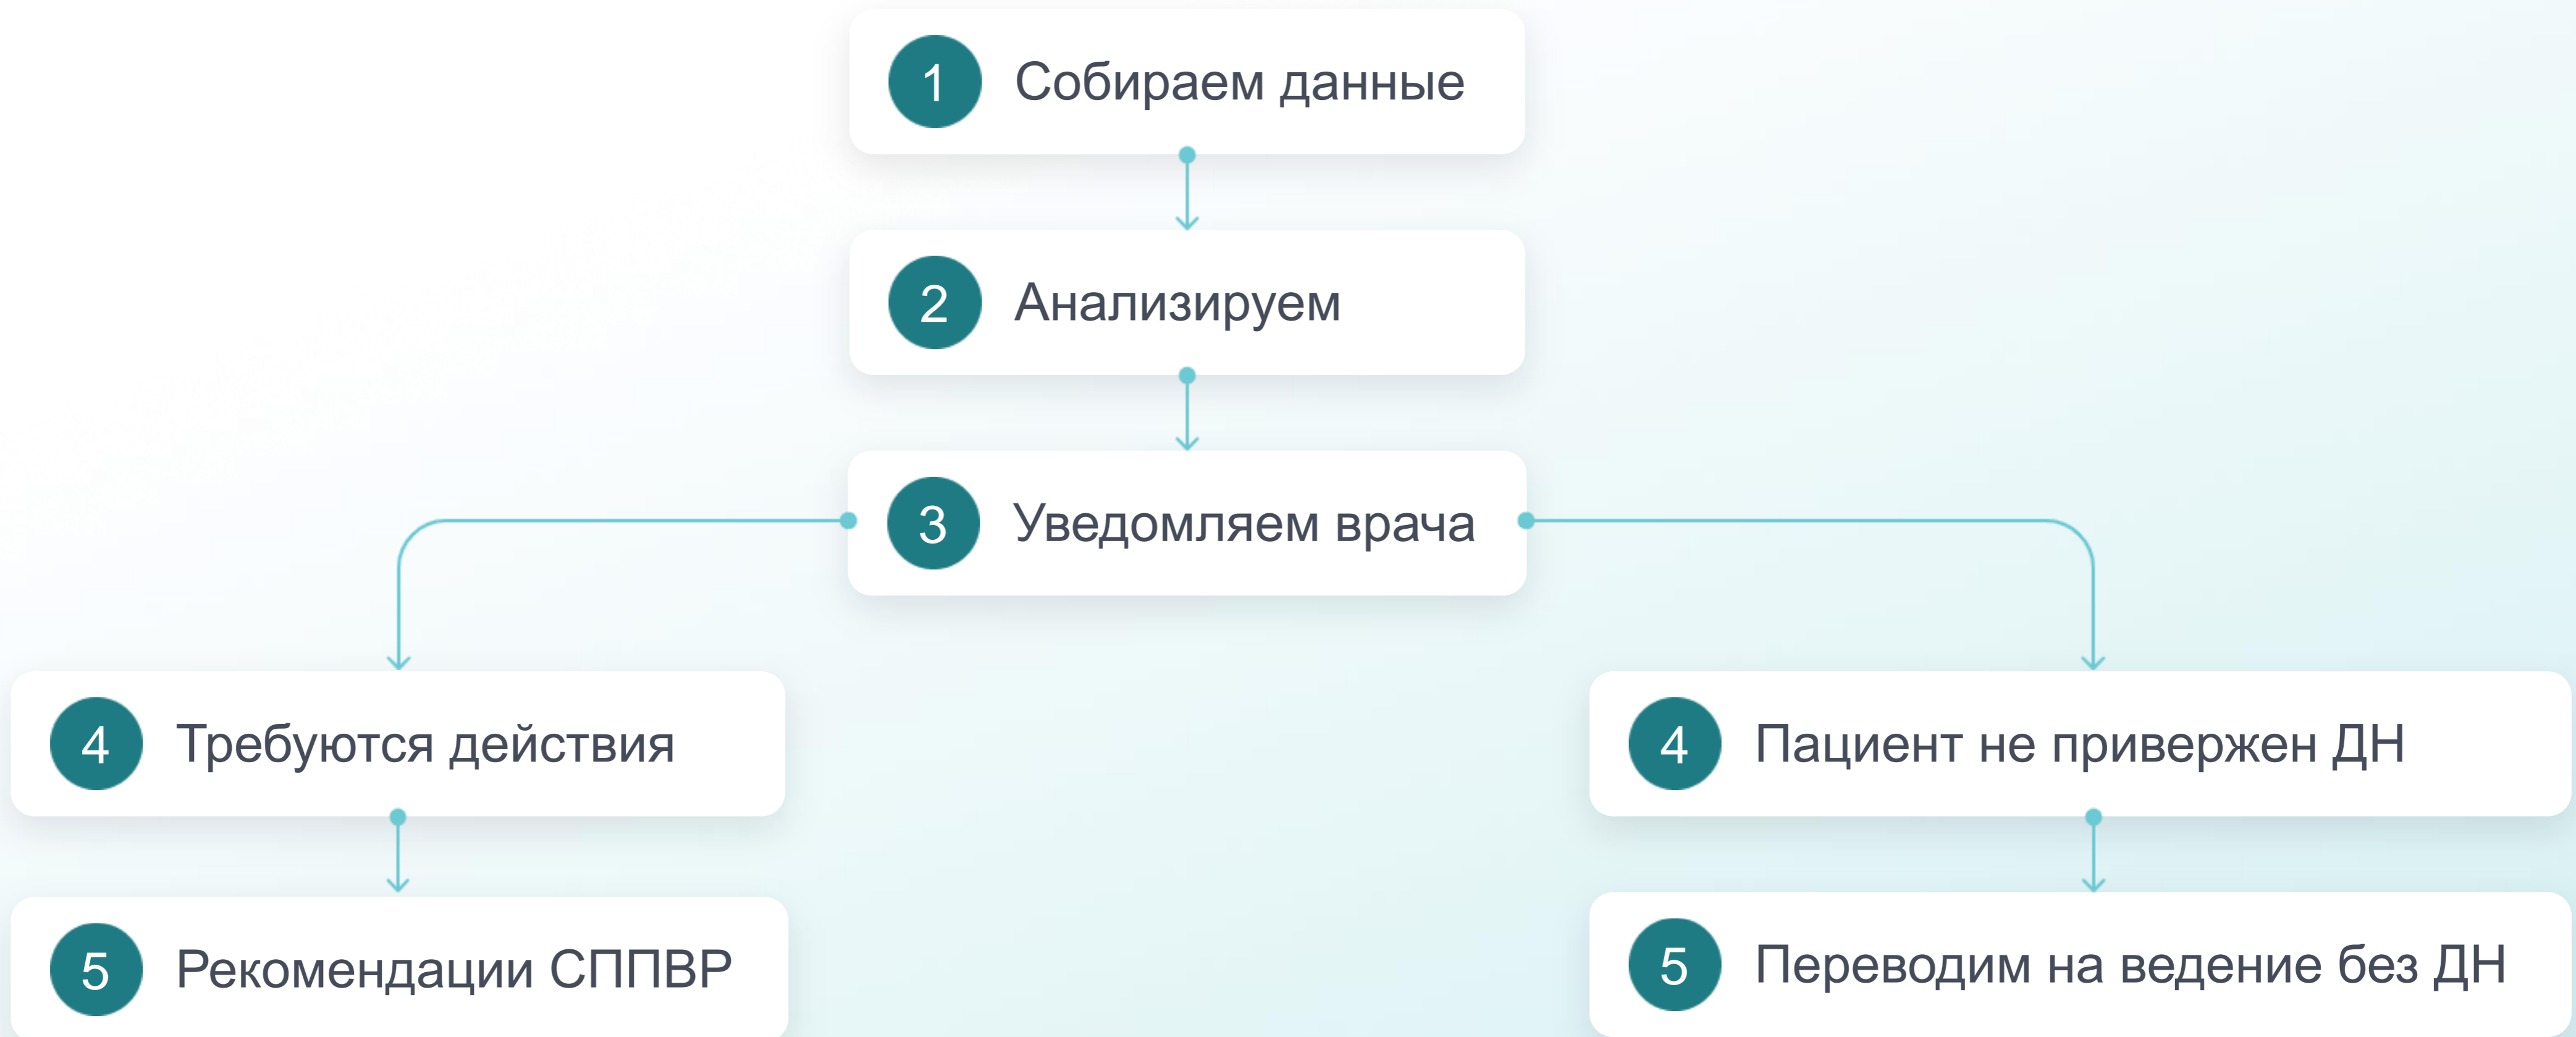 1 Собираем данные
2 Анализируем
3 Уведомляем врача
4 Требуются действия
4 Пациент не привержен ДН
5 Рекомендации СППВР
5 Переводим на ведение без ДН